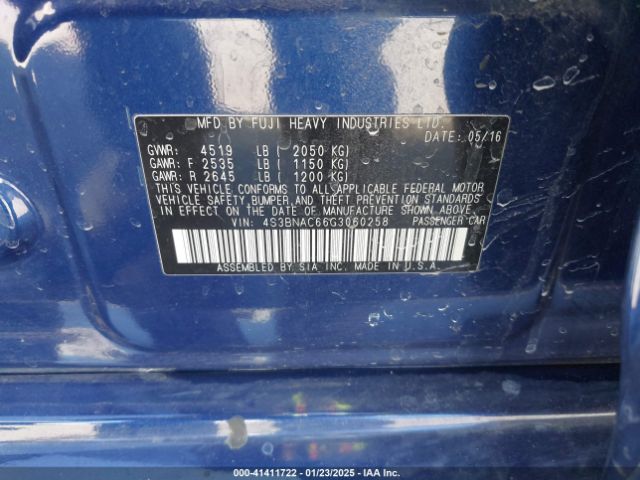 MFD.BY FUJI HEAVY INDUSTRIES LTD.
DATE: 05/16
GVWR: 4519 LB ( 2050 KG)
GAWR: F 2535 LB ( 1150 KG)
GAWR: R 2645 LB ( 1200 KG)
THIS VEHICLE CONFORMS TO ALL APPLICABLE FEDERAL MOTOR
VEHICLE SAFETY, BUMPER, AND THEFT PREVENTION STANDARDS
IN EFFECT ON THE DATE OF MANUFACTURE SHOWN ABOVE.
VIN: 4S3BNAC66G3060258 PASSENGER CAR
ASSEMBLED BY SIA INC. IN U.S.A.
000-41411722 - 01/23/2025 - IAA Inc.